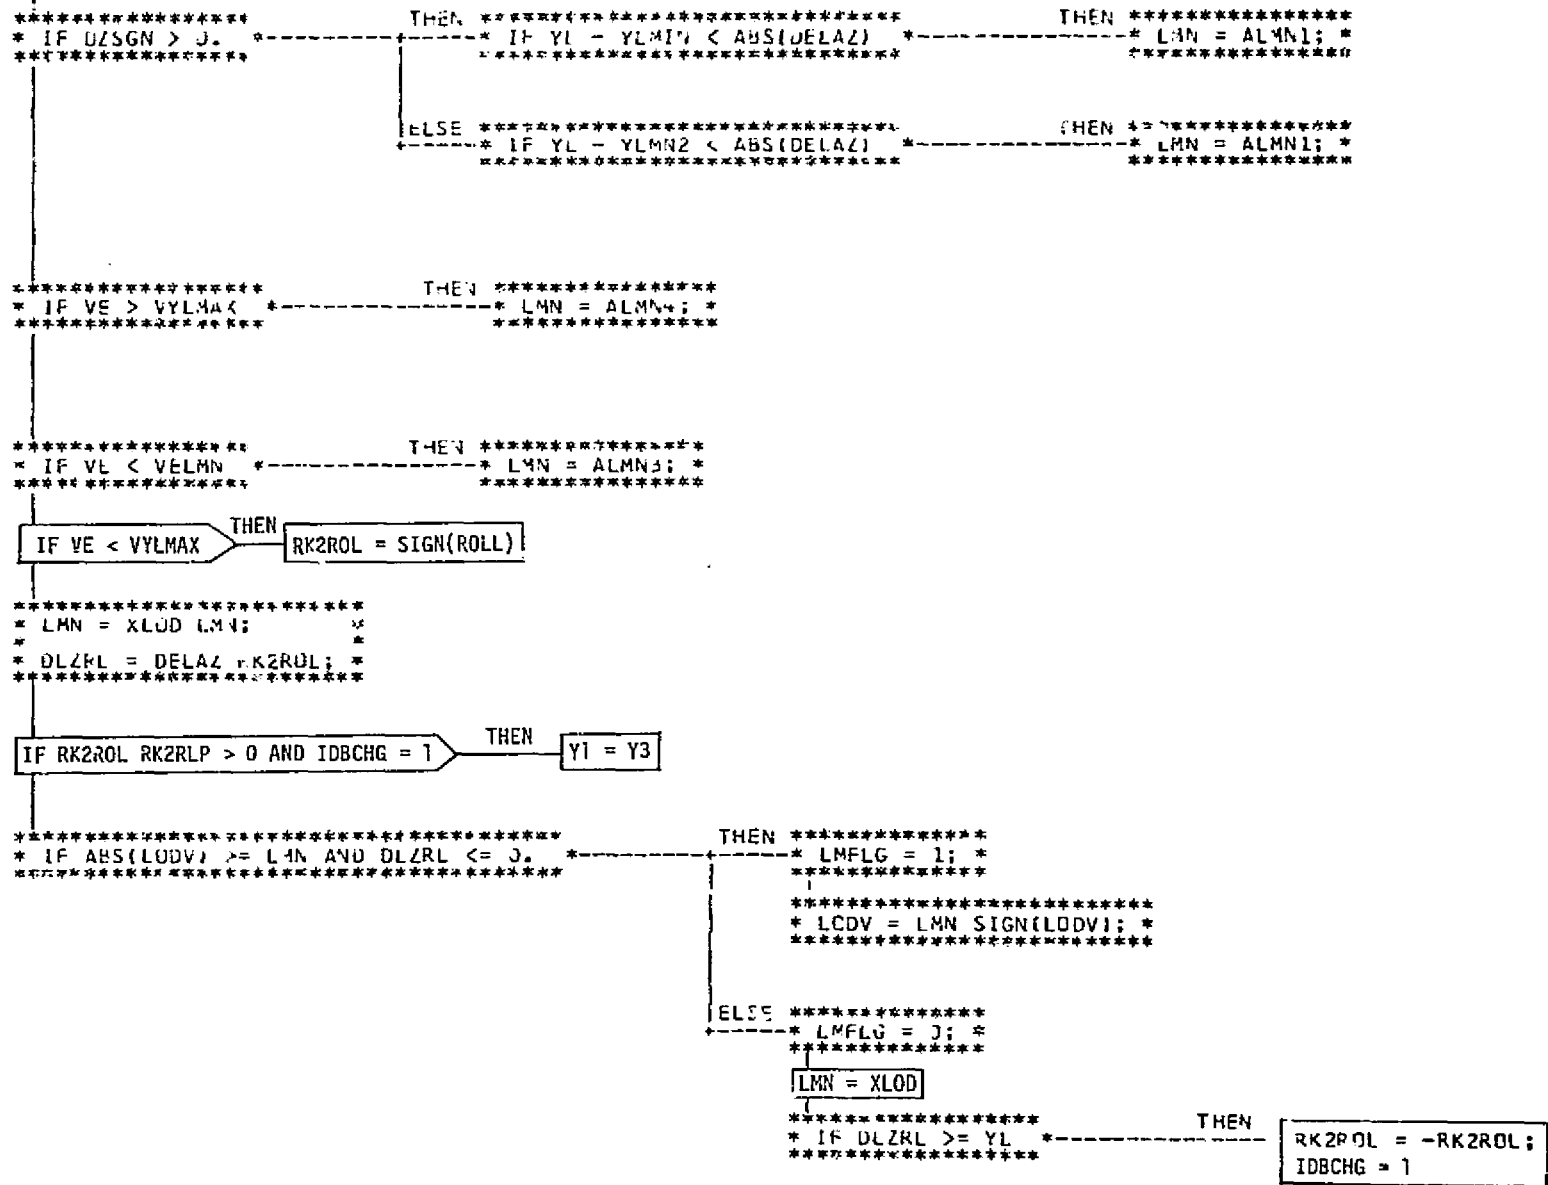 THEN THEN
IF DZSGN > 0. IF YL - YLMIN < ABS(DELAZ) LMN = ALMN1;
ELSE THEN
IF YL - YLMN2 < ABS(DELAZ) LMN = ALMN1;
THEN
IF VE > VYLMAX LMN = ALMN4;
THEN
IF VE < VELMN LMN = ALMN3;
THEN
IF VE < VYLMAX RK2ROL = SIGN(ROLL)
LMN = XLOD LMN;
DLZRL = DELAZ RK2ROL;
THEN
IF RK2ROL RK2RLP > 0 AND IDBCHG = 1 Y1 = Y3
THEN
IF ABS(LODV) >= LMN AND DLZRL <= 0. LMFLG = 1;
LODV = LMN SIGN(LODV);
ELSE
LMFLG = 0;
LMN = XLOD
THEN
IF DLZRL >= YL RK2ROL = -RK2ROL;
IDBCHG = 1